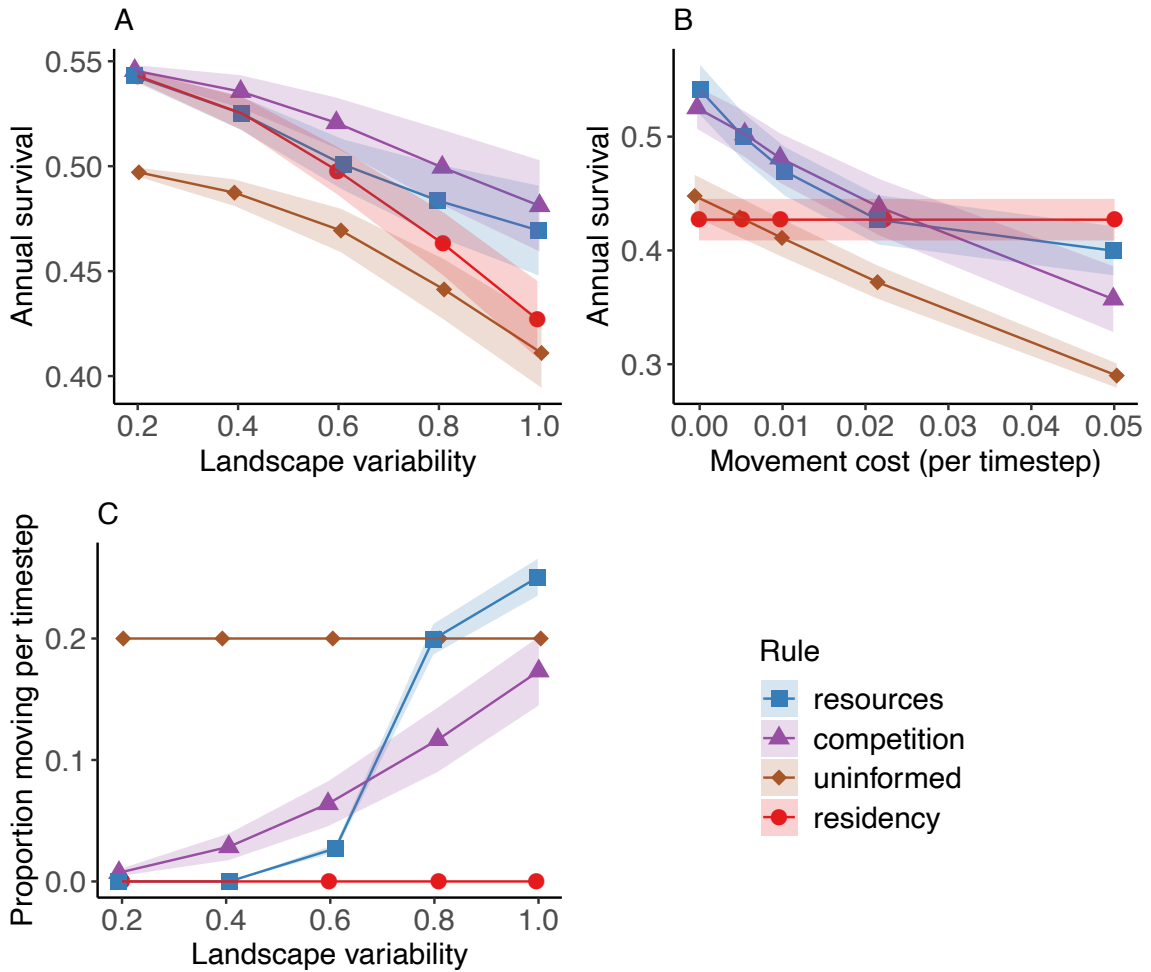 A
Annual survival
0.55
0.50
0.45
0.40
0.2 0.4 0.6 0.8 1.0
Landscape variability
B
Annual survival
0.5
0.4
0.3
0.00 0.01 0.02 0.03 0.04 0.05
Movement cost (per timestep)
C
Proportion moving per timestep
0.2
0.1
0.0
0.2 0.4 0.6 0.8 1.0
Landscape variability
Rule
resources
competition
uninformed
residency